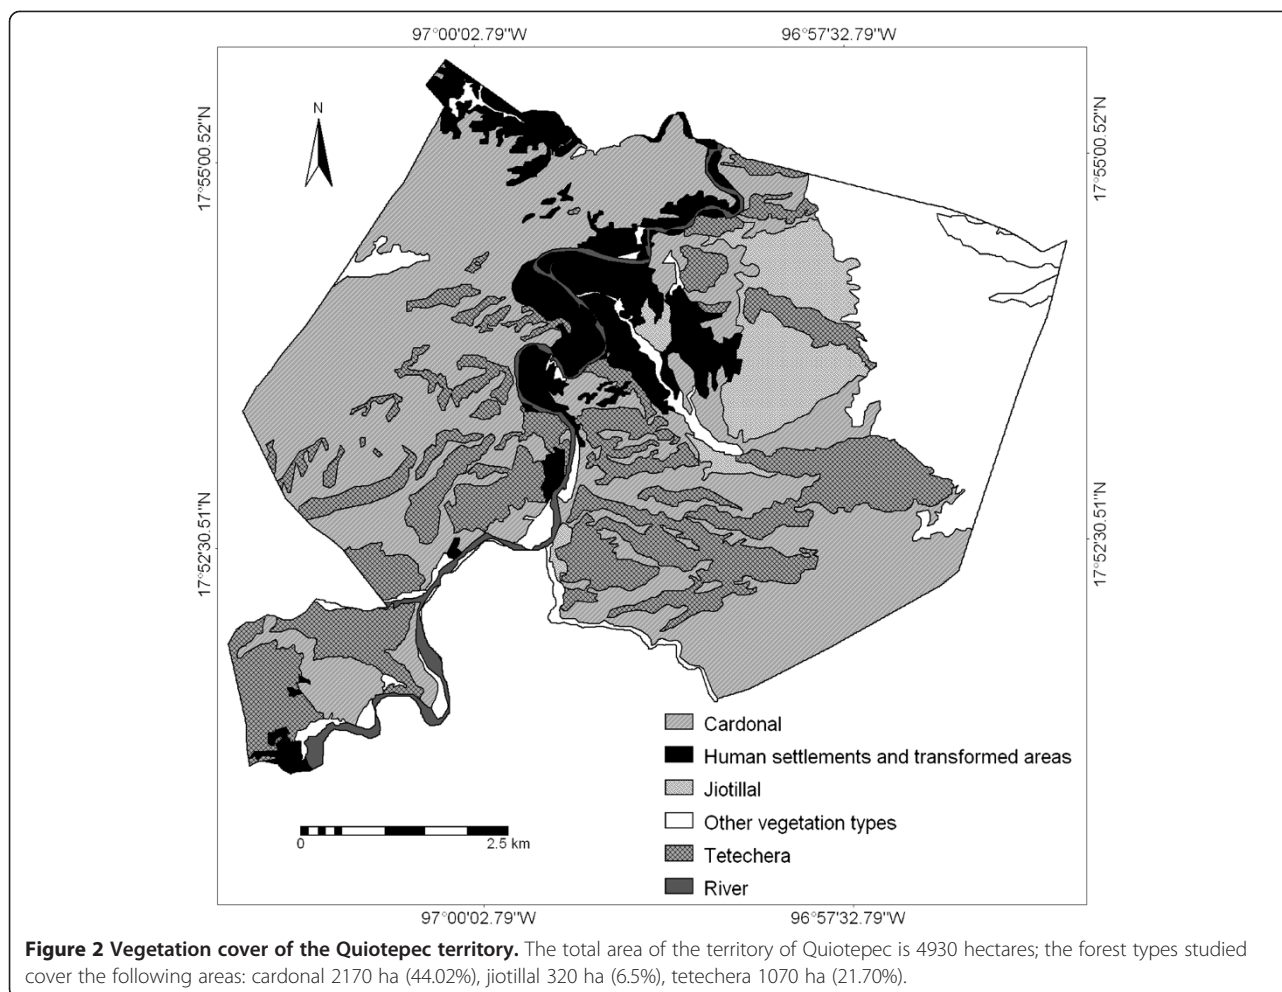 97°00'02.79"W
96°57'32.79"W
N
17°55'00.52"N
17°55'00.52"N
17°52'30.51"N
17°52'30.51"N
Cardonal
Human settlements and transformed areas
Jiotillal
Other vegetation types
Tetechera
River
0
2.5 km
97°00'02.79"W
96°57'32.79"W
Figure 2 Vegetation cover of the Quiotepec territory. The total area of the territory of Quiotepec is 4930 hectares; the forest types studied
cover the following areas: cardonal 2170 ha (44.02%), jiotillal 320 ha (6.5%), tetechera 1070 ha (21.70%).